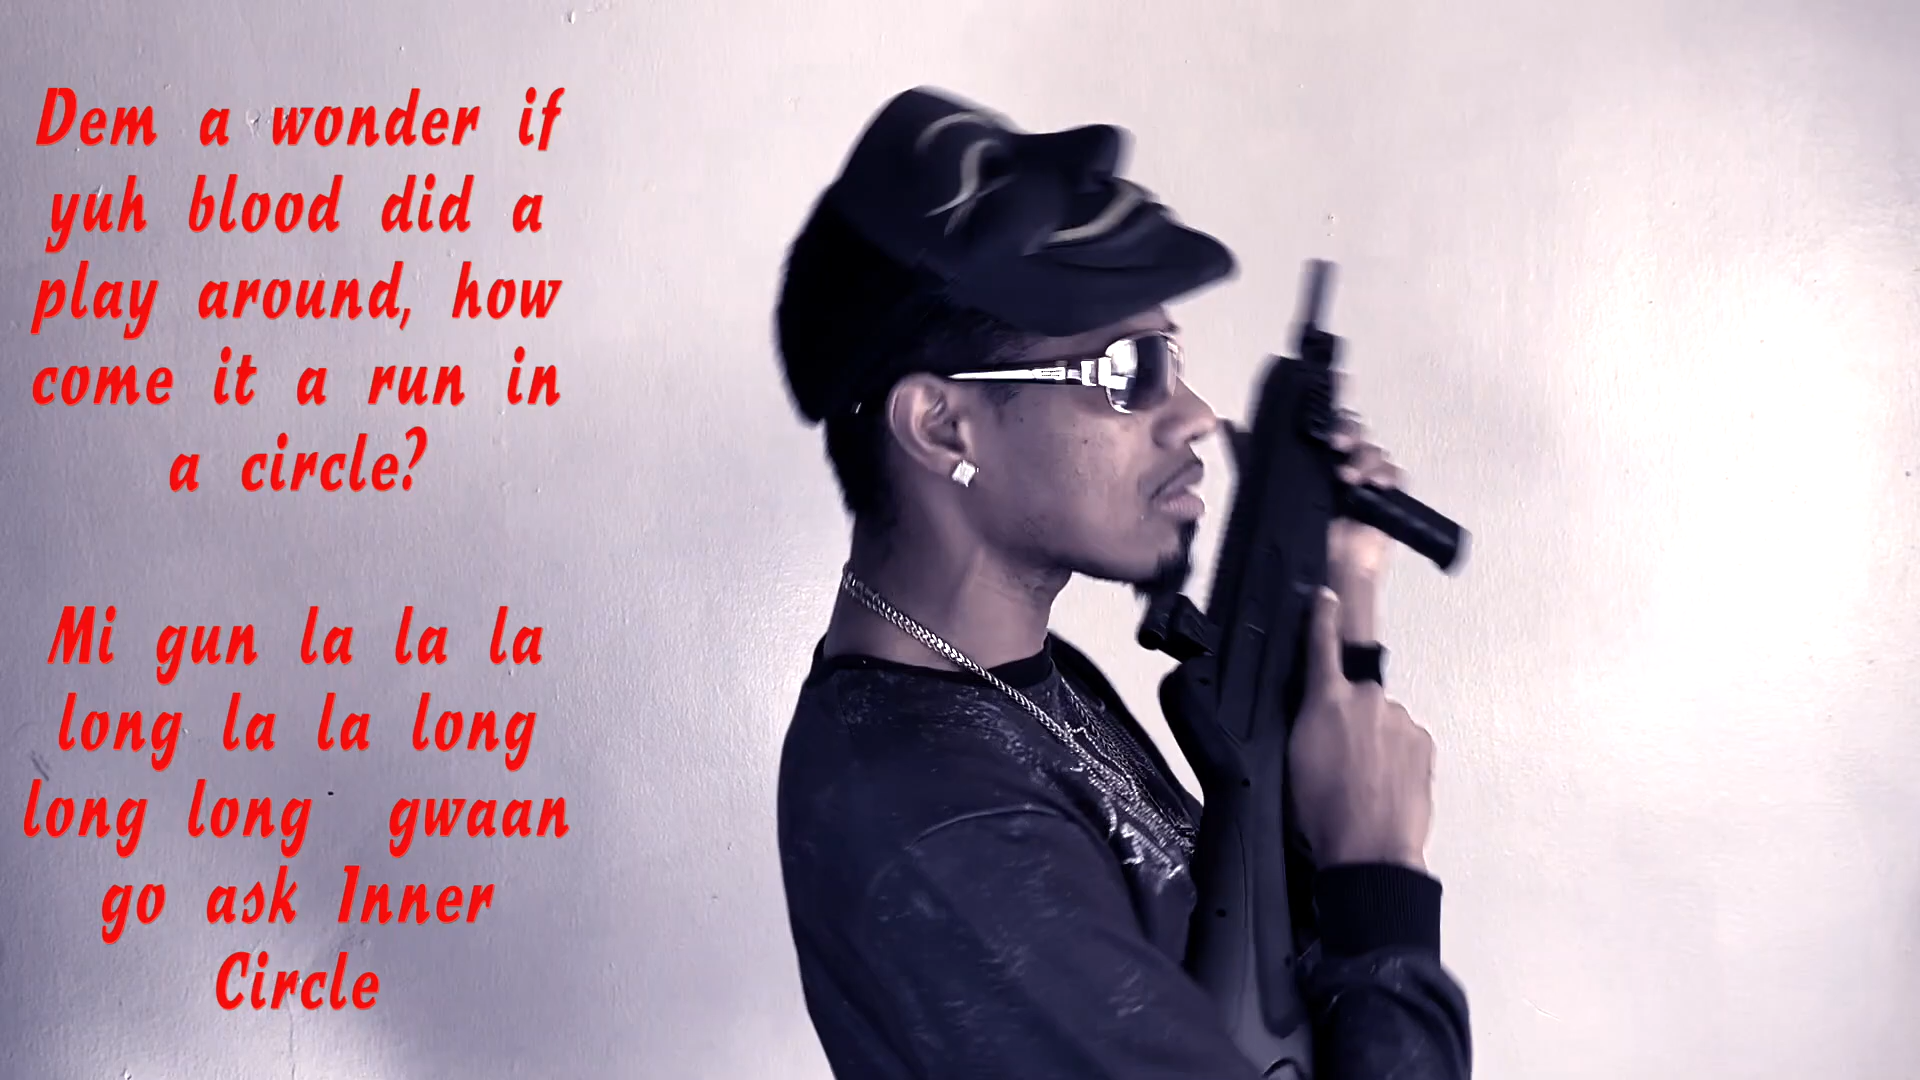 Dem a wonder if
yuh blood did a
play around, how
come it a run in
a circle?
Mi gun la la la
long la la long
long long gwaan
go ask Inner
Circle